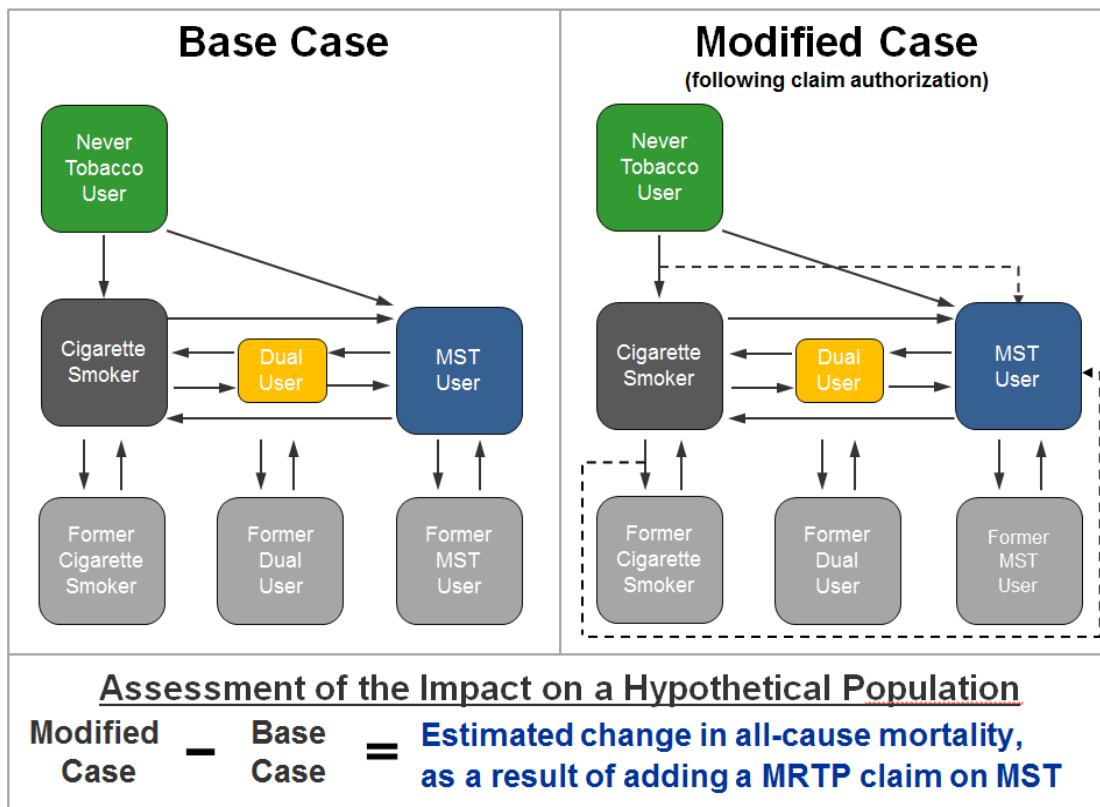 Base Case
Never
Tobacco
User
Cigarette
Smoker
Dual
User
MST
User
Former
Cigarette
Smoker
Former
Dual
User
Former
MST
User
Modified Case
(following claim authorization)
Never
Tobacco
User
Cigarette
Smoker
Dual
User
MST
User
Former
Cigarette
Smoker
Former
Dual
User
Former
MST
User
Assessment of the Impact on a Hypothetical Population
Modified
Case
–
Base
Case
=
Estimated change in all-cause mortality,
as a result of adding a MRTP claim on MST